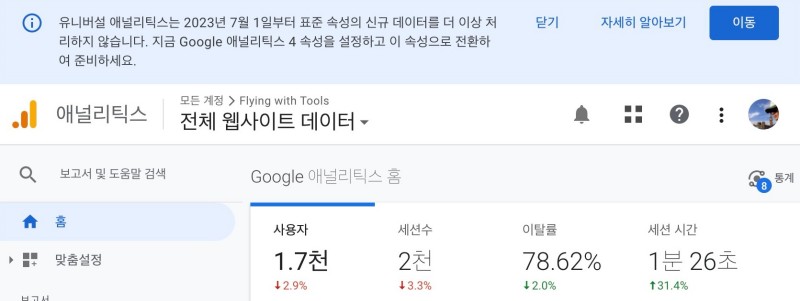 유니버설 애널리틱스는 2023년 7월 1일부터 표준 속성의 신규 데이터를 더 이상 처
리하지 않습니다. 지금 Google 애널리틱스 4 속성을 설정하고 이 속성으로 전환하
여 준비하세요.
닫기
자세히 알아보기
이동
애널리틱스
모든 계정 > Flying with Tools
전체 웹사이트 데이터
보고서 및 도움말 검색
Google 애널리틱스 홈
8
통계
홈
맞춤설정
사용자
1.7천
↓2.9%
세션수
2천
↓3.3%
이탈률
78.62%
↓2.0%
세션 시간
1분 26초
↑31.4%